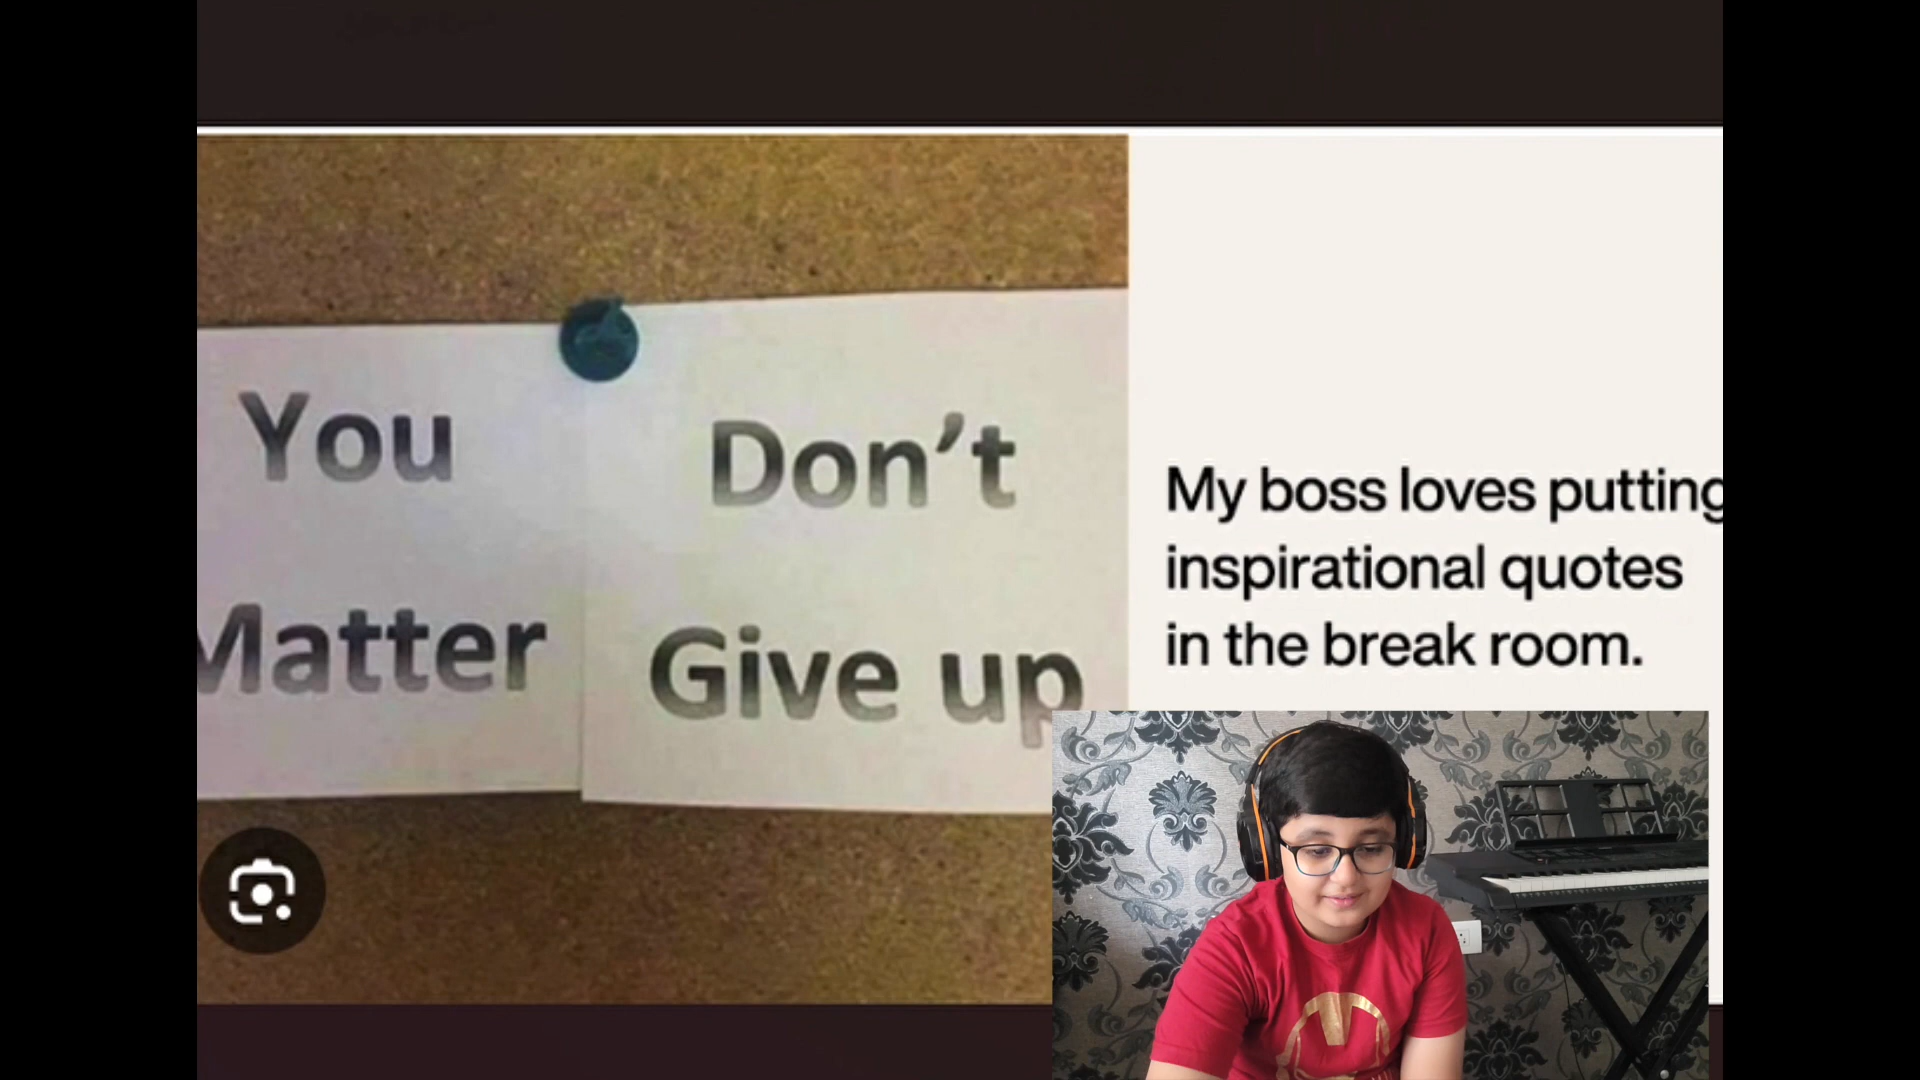 You
Matter
Don't
Give up
My boss loves putting
inspirational quotes
in the break room.